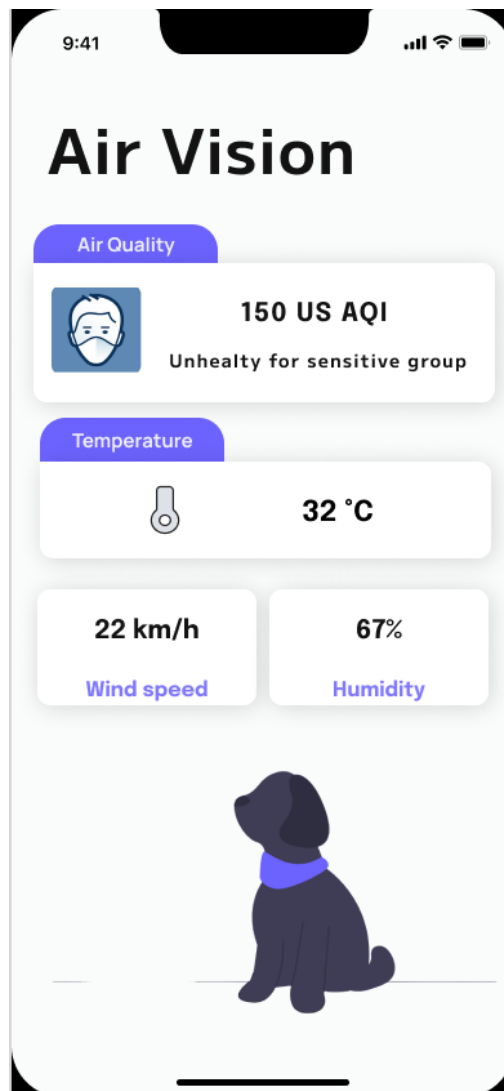 9:41
Air Vision
Air Quality
150 US AQI
Unhealty for sensitive group
Temperature
32 °C
22 km/h
67%
Wind speed
Humidity